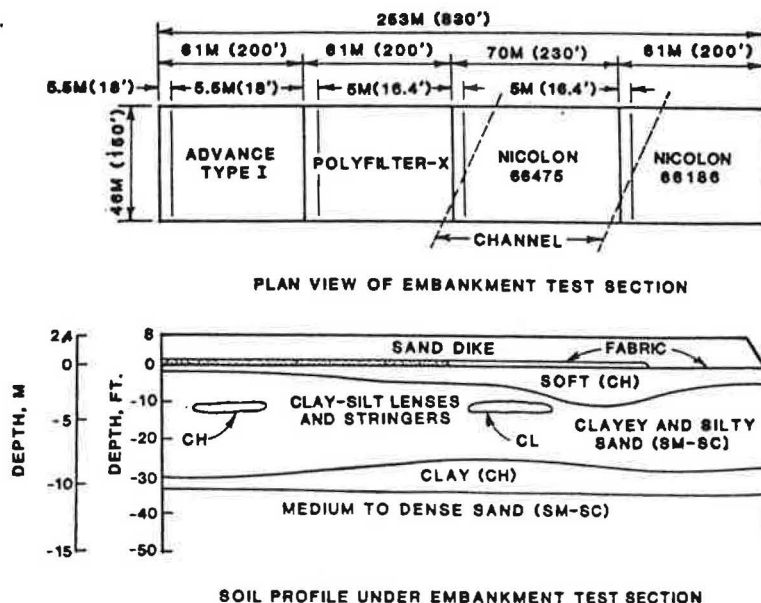 253M (830')
61M (200') 61M (200') 70M (230') 61M (200')
5.5M(18') 5.5M(18') 5M(16.4') 5M(16.4')
46M (150')
ADVANCE TYPE I
POLYFILTER-X
NICOLON 66475
NICOLON 66186
CHANNEL
PLAN VIEW OF EMBANKMENT TEST SECTION
DEPTH, M
2.4
0
-5
-10
-15
DEPTH, FT.
8
0
-10
-20
-30
-40
-50
SAND DIKE
FABRIC
SOFT (CH)
CLAY-SILT LENSES
AND STRINGERS
CLAYEY AND SILTY
SAND (SM-SC)
CH
CL
CLAY (CH)
MEDIUM TO DENSE SAND (SM-SC)
SOIL PROFILE UNDER EMBANKMENT TEST SECTION